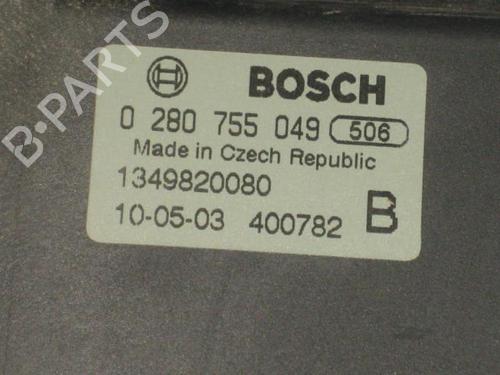 B-PARTS
BOSCH
0 280 755 049 506
Made in Czech Republic
1349820080
10-05-03 400782 B